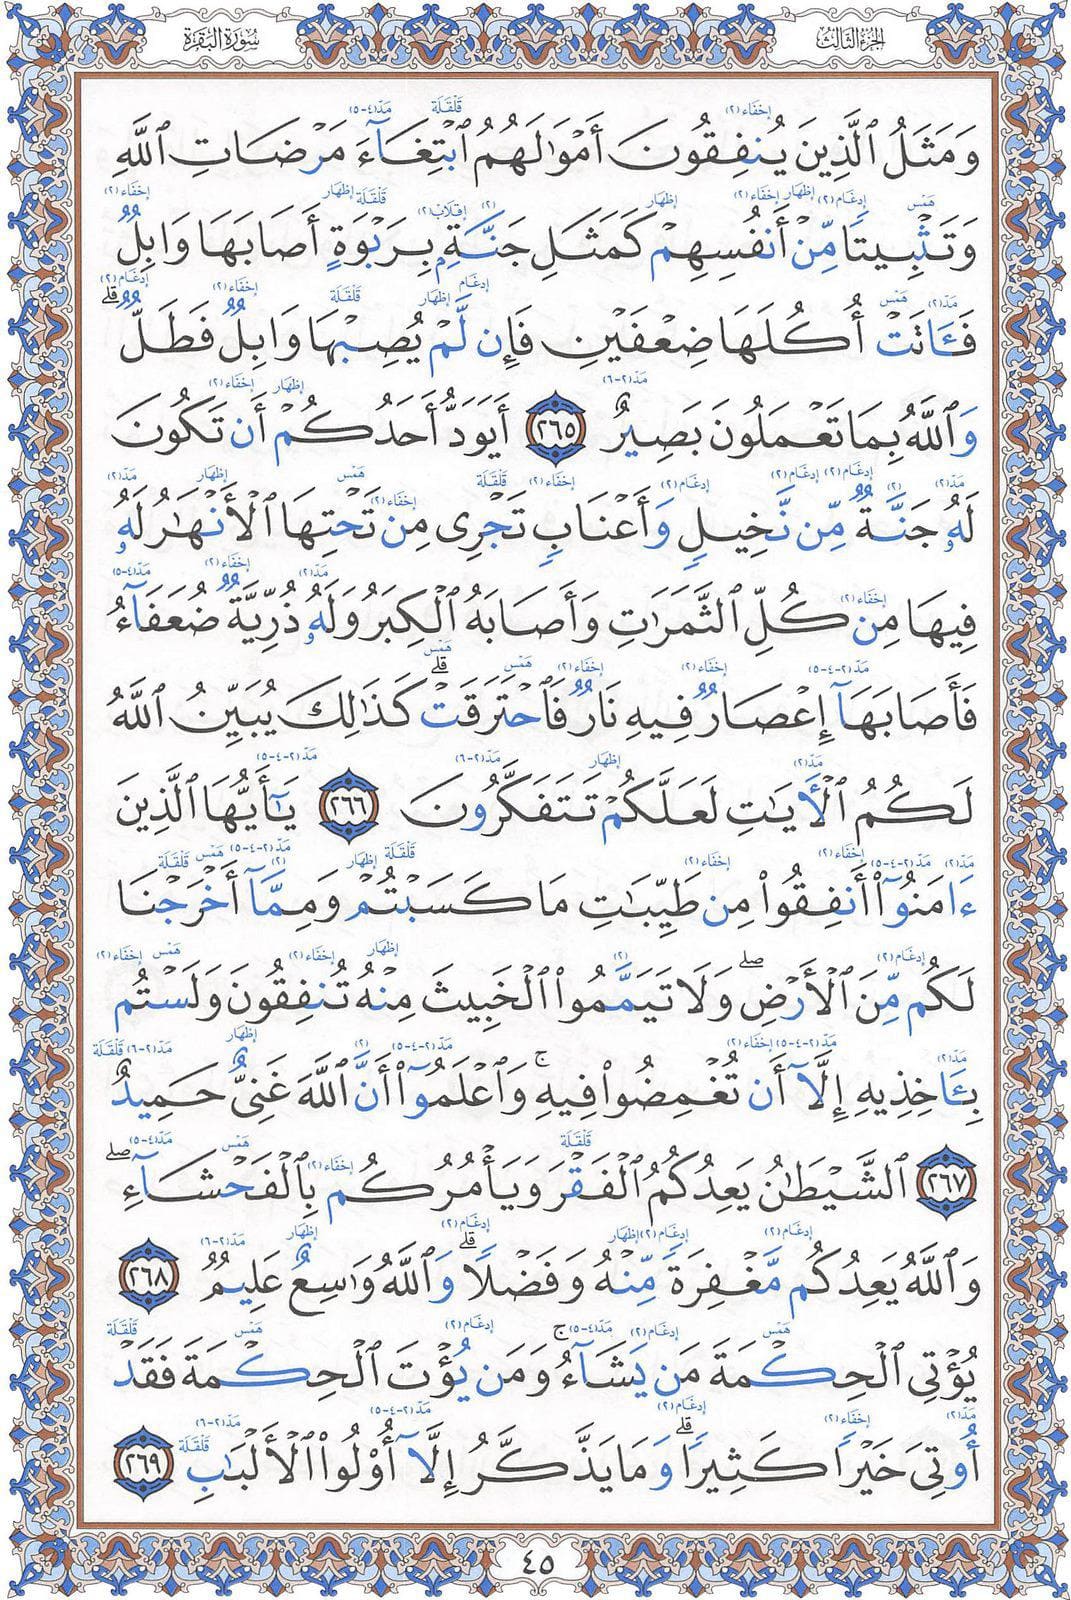 الجزء الثالث
سورة البقرة
وَمَثَلُ ٱلَّذِينَ يُنفِقُونَ أَمْوَٰلَهُمُ ٱبْتِغَآءَ مَرْضَاتِ ٱللَّهِ
وَتَثْبِيتًا مِّنْ أَنفُسِهِمْ كَمَثَلِ جَنَّةٍۭ بِرَبْوَةٍ أَصَابَهَا وَابِلٌ
فَـَٔاتَتْ أُكُلَهَا ضِعْفَيْنِ فَإِن لَّمْ يُصِبْهَا وَابِلٌ فَطَلٌّ ۗ
وَٱللَّهُ بِمَا تَعْمَلُونَ بَصِيرٌ ٢٦٥ أَيَوَدُّ أَحَدُكُمْ أَن تَكُونَ
لَهُۥ جَنَّةٌ مِّن نَّخِيلٍ وَأَعْنَابٍ تَجْرِى مِن تَحْتِهَا ٱلْأَنْهَٰرُ لَهُۥ
فِيهَا مِن كُلِّ ٱلثَّمَرَٰتِ وَأَصَابَهُ ٱلْكِبَرُ وَلَهُۥ ذُرِّيَّةٌ ضُعَفَآءُ
فَأَصَابَهَآ إِعْصَارٌ فِيهِ نَارٌ فَٱحْتَرَقَتْ ۗ كَذَٰلِكَ يُبَيِّنُ ٱللَّهُ
لَكُمُ ٱلْأَيَٰتِ لَعَلَّكُمْ تَتَفَكَّرُونَ ٢٦٦ يَٰٓأَيُّهَا ٱلَّذِينَ
ءَامَنُوٓا۟ أَنفِقُوا۟ مِن طَيِّبَٰتِ مَا كَسَبْتُمْ وَمِمَّآ أَخْرَجْنَا
لَكُم مِّنَ ٱلْأَرْضِ ۖ وَلَا تَيَمَّمُوا۟ ٱلْخَبِيثَ مِنْهُ تُنفِقُونَ وَلَسْتُم
بِـَٔاخِذِيهِ إِلَّآ أَن تُغْمِضُوا۟ فِيهِ ۚ وَٱعْلَمُوٓا۟ أَنَّ ٱللَّهَ غَنِىٌّ حَمِيدٌ
٢٦٧ ٱلشَّيْطَٰنُ يَعِدُكُمُ ٱلْفَقْرَ وَيَأْمُرُكُم بِٱلْفَحْشَآءِ ۖ
وَٱللَّهُ يَعِدُكُم مَّغْفِرَةً مِّنْهُ وَفَضْلًا ۗ وَٱللَّهُ وَٰسِعٌ عَلِيمٌ ٢٦٨
يُؤْتِى ٱلْحِكْمَةَ مَن يَشَآءُ ۚ وَمَن يُؤْتَ ٱلْحِكْمَةَ فَقَدْ
أُوتِىَ خَيْرًا كَثِيرًا ۗ وَمَا يَذَّكَّرُ إِلَّآ أُو۟لُوا۟ ٱلْأَلْبَٰبِ ٢٦٩
٤٥